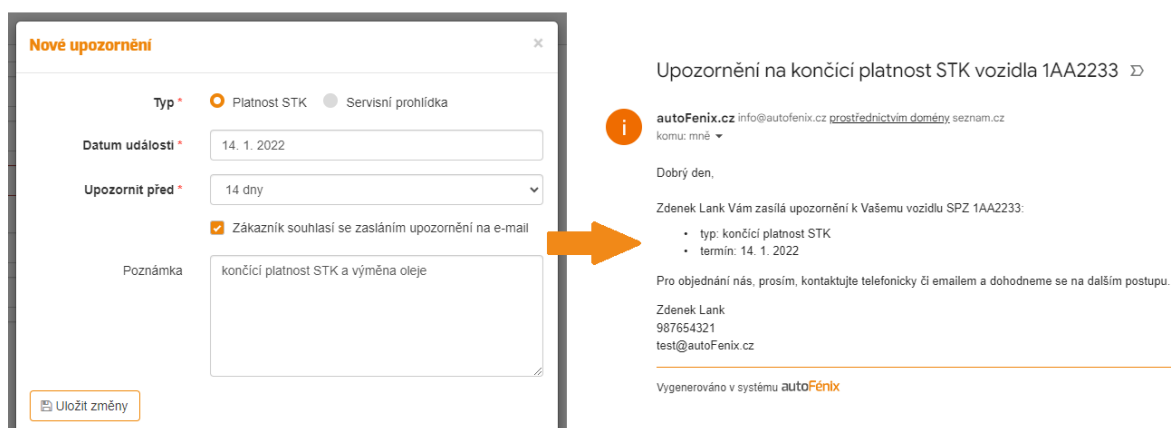 Nové upozornění
×
Typ *
Platnost STK
Servisní prohlídka
Datum události *
14. 1. 2022
Upozornit před *
14 dny
Zákazník souhlasí se zasláním upozornění na e-mail
Poznámka
končící platnost STK a výměna oleje
Uložit změny
Upozornění na končící platnost STK vozidla 1AA2233
i
autoFenix.cz info@autofenix.cz prostřednictvím domény seznam.cz
komu: mně
Dobrý den,
Zdenek Lank Vám zasílá upozornění k Vašemu vozidlu SPZ 1AA2233:
• typ: končící platnost STK
• termín: 14. 1. 2022
Pro objednání nás, prosím, kontaktujte telefonicky či emailem a dohodneme se na dalším postupu.
Zdenek Lank
987654321
test@autoFenix.cz
Vygenerováno v systému autoFénix